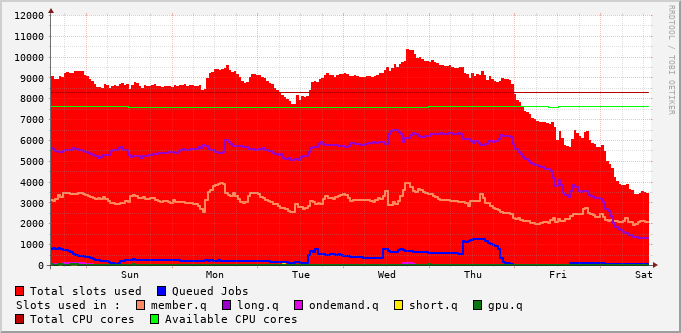 12000
11000
10000
9000
8000
7000
6000
5000
4000
3000
2000
1000
0
Sun Mon Tue Wed Thu Fri Sat
Total slots used Queued Jobs
Slots used in : member.q long.q ondemand.q short.q gpu.q
Total CPU cores Available CPU cores
RRDTOOL / TOBI OETIKER